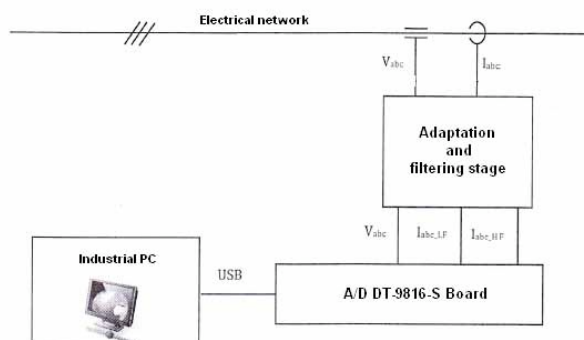 Electrical network
Vabc
Iabc
Adaptation
and
filtering stage
Vabc
Iabc_LF
Iabc_HF
Industrial PC
USB
A/D DT-9816-S Board